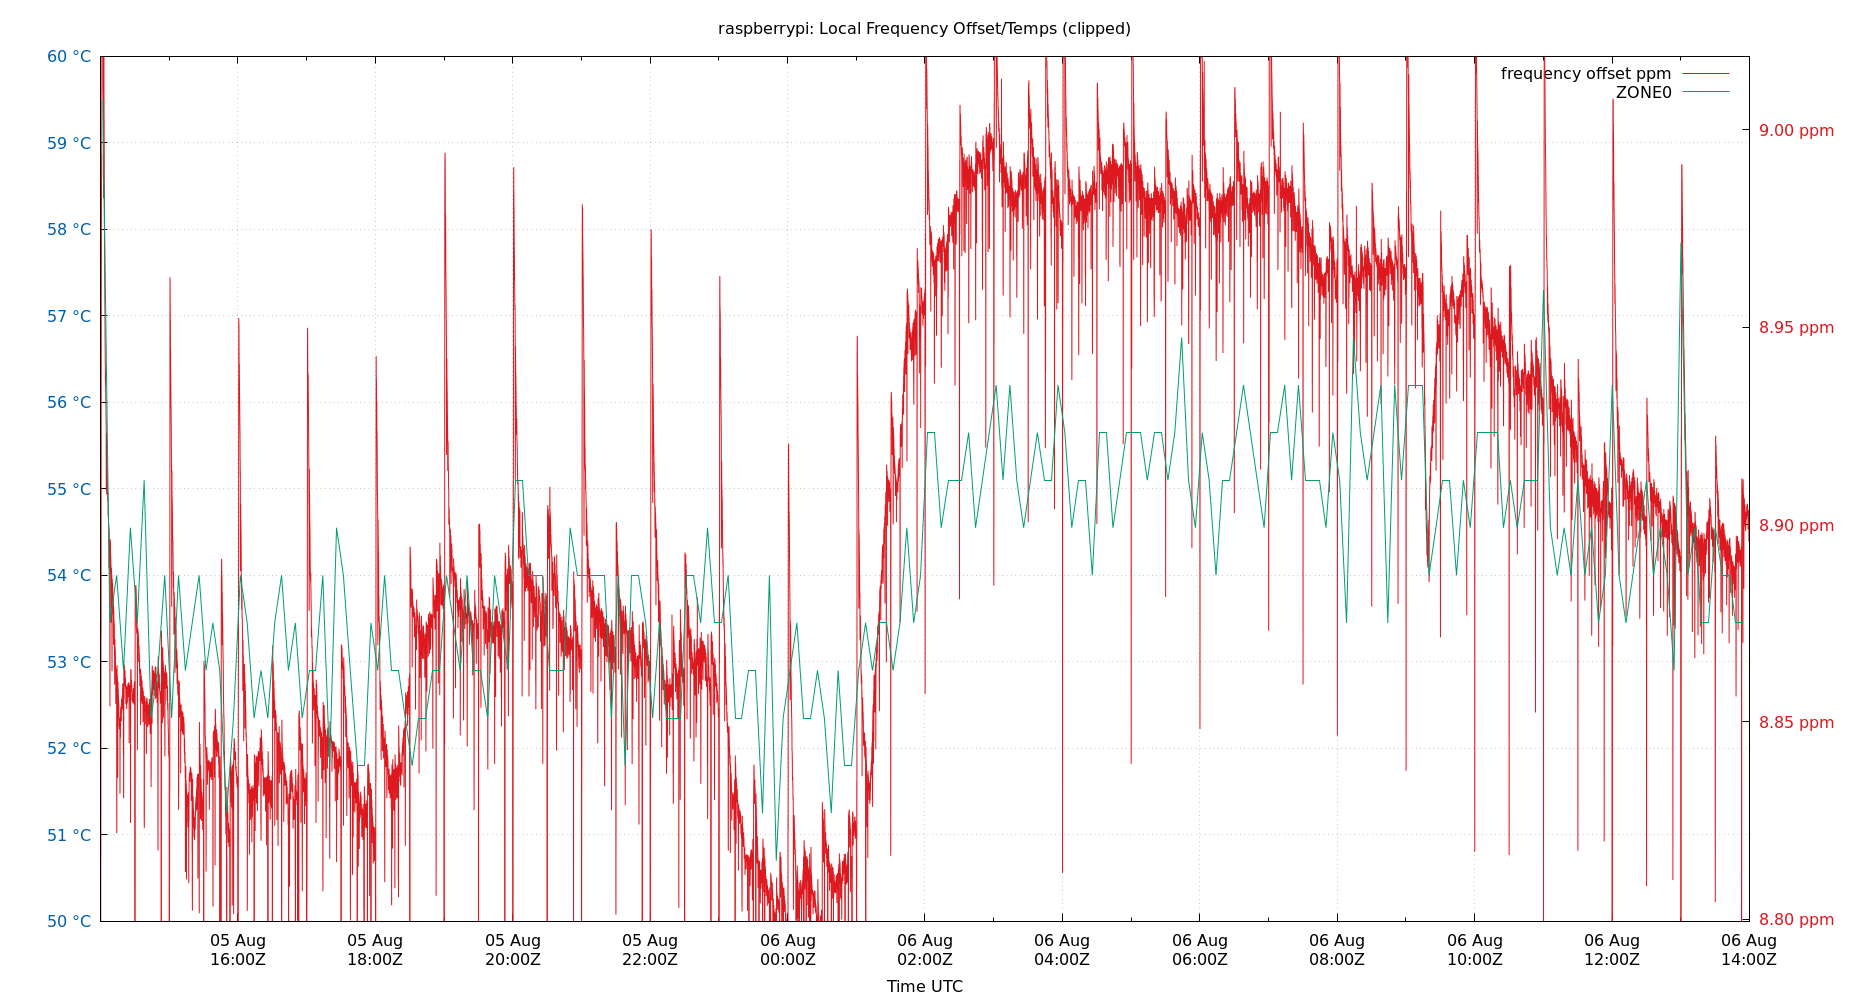 raspberrypi: Local Frequency Offset/Temps (clipped)
60 °C
59 °C
58 °C
57 °C
56 °C
55 °C
54 °C
53 °C
52 °C
51 °C
50 °C
frequency offset ppm
ZONE0
9.00 ppm
8.95 ppm
8.90 ppm
8.85 ppm
8.80 ppm
05 Aug
16:00Z
05 Aug
18:00Z
05 Aug
20:00Z
05 Aug
22:00Z
06 Aug
00:00Z
06 Aug
02:00Z
06 Aug
04:00Z
06 Aug
06:00Z
06 Aug
08:00Z
06 Aug
10:00Z
06 Aug
12:00Z
06 Aug
14:00Z
Time UTC